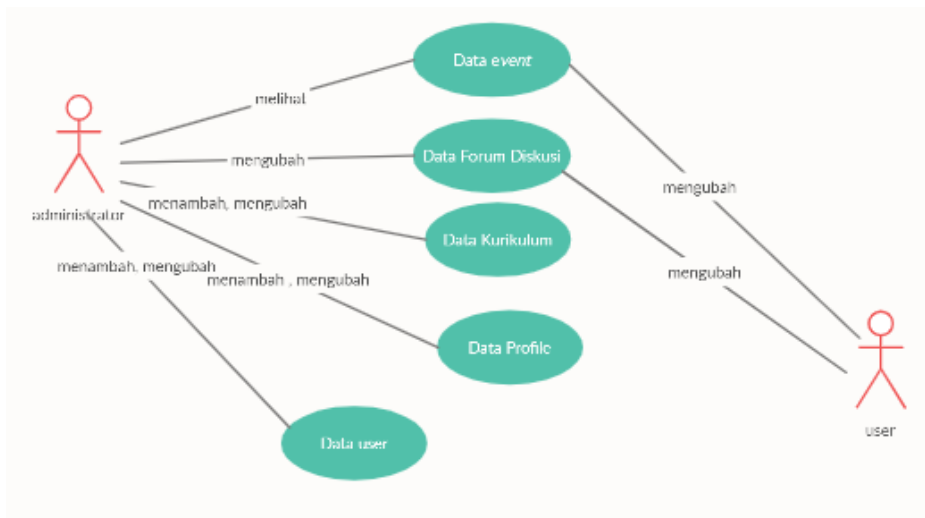 Data event
melihat
Data Forum Diskusi
mengubah
mengubah
menambah, mengubah
administrator
Data Kurikulum
menambah, mengubah
menambah , mengubah
mengubah
Data Profile
user
Data user